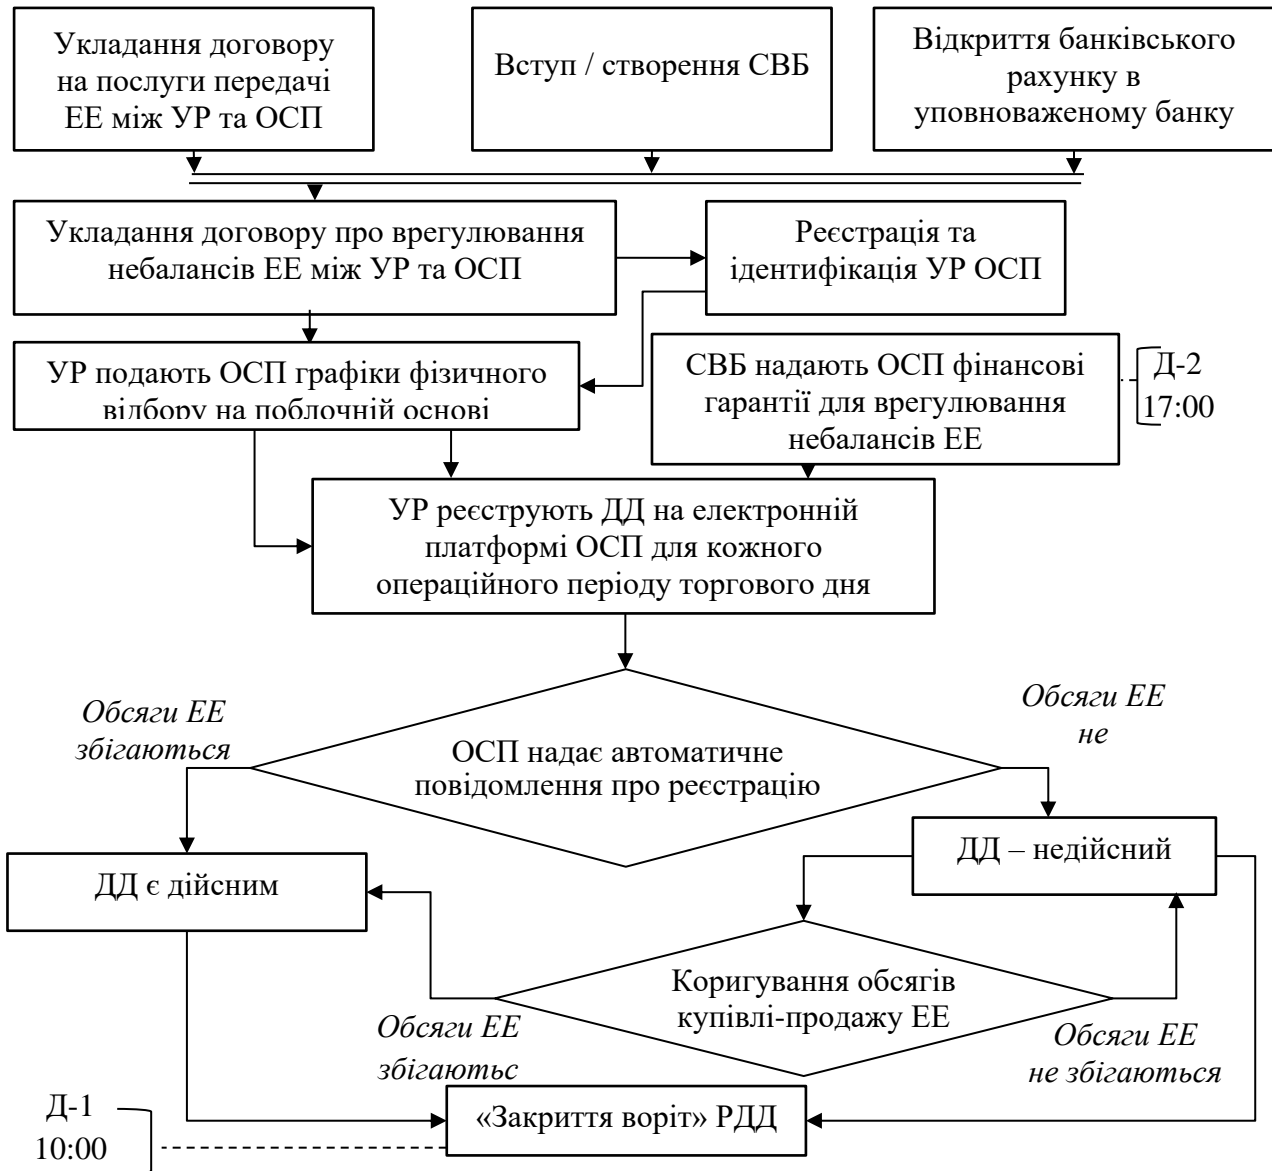 Укладання договору
на послуги передачі
ЕЕ між УР та ОСП
Вступ / створення СВБ
Відкриття банківського
рахунку в
уповноваженому банку
Укладання договору про врегулювання
небалансів ЕЕ між УР та ОСП
Реєстрація та
ідентифікація УР ОСП
УР подають ОСП графіки фізичного
відбору на поблочній основі
СВБ надають ОСП фінансові
гарантії для врегулювання
небалансів ЕЕ
Д-2
17:00
УР реєструють ДД на електронній
платформі ОСП для кожного
операційного періоду торгового дня
Обсяги ЕЕ
збігаються
ОСП надає автоматичне
повідомлення про реєстрацію
Обсяги ЕЕ
не
ДД є дійсним
ДД – недійсний
Коригування обсягів
купівлі-продажу ЕЕ
Обсяги ЕЕ
збігаютьс
Обсяги ЕЕ
не збігаються
«Закриття воріт» РДД
Д-1
10:00